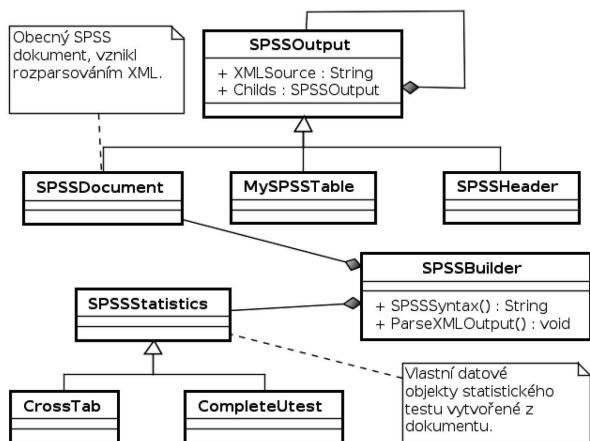 Obecný SPSS
dokument, vznikl
rozparsováním XML.
SPSSOutput
+ XMLSource : String
+ Childs : SPSSOutput
SPSSDocument
MySPSSTable
SPSSHeader
SPSSBuilder
+ SPSSSyntax() : String
+ ParseXMLOutput() : void
SPSSStatistics
Vlastní datové
objekty statistického
testu vytvořené z
dokumentu.
CrossTab
CompleteUtest